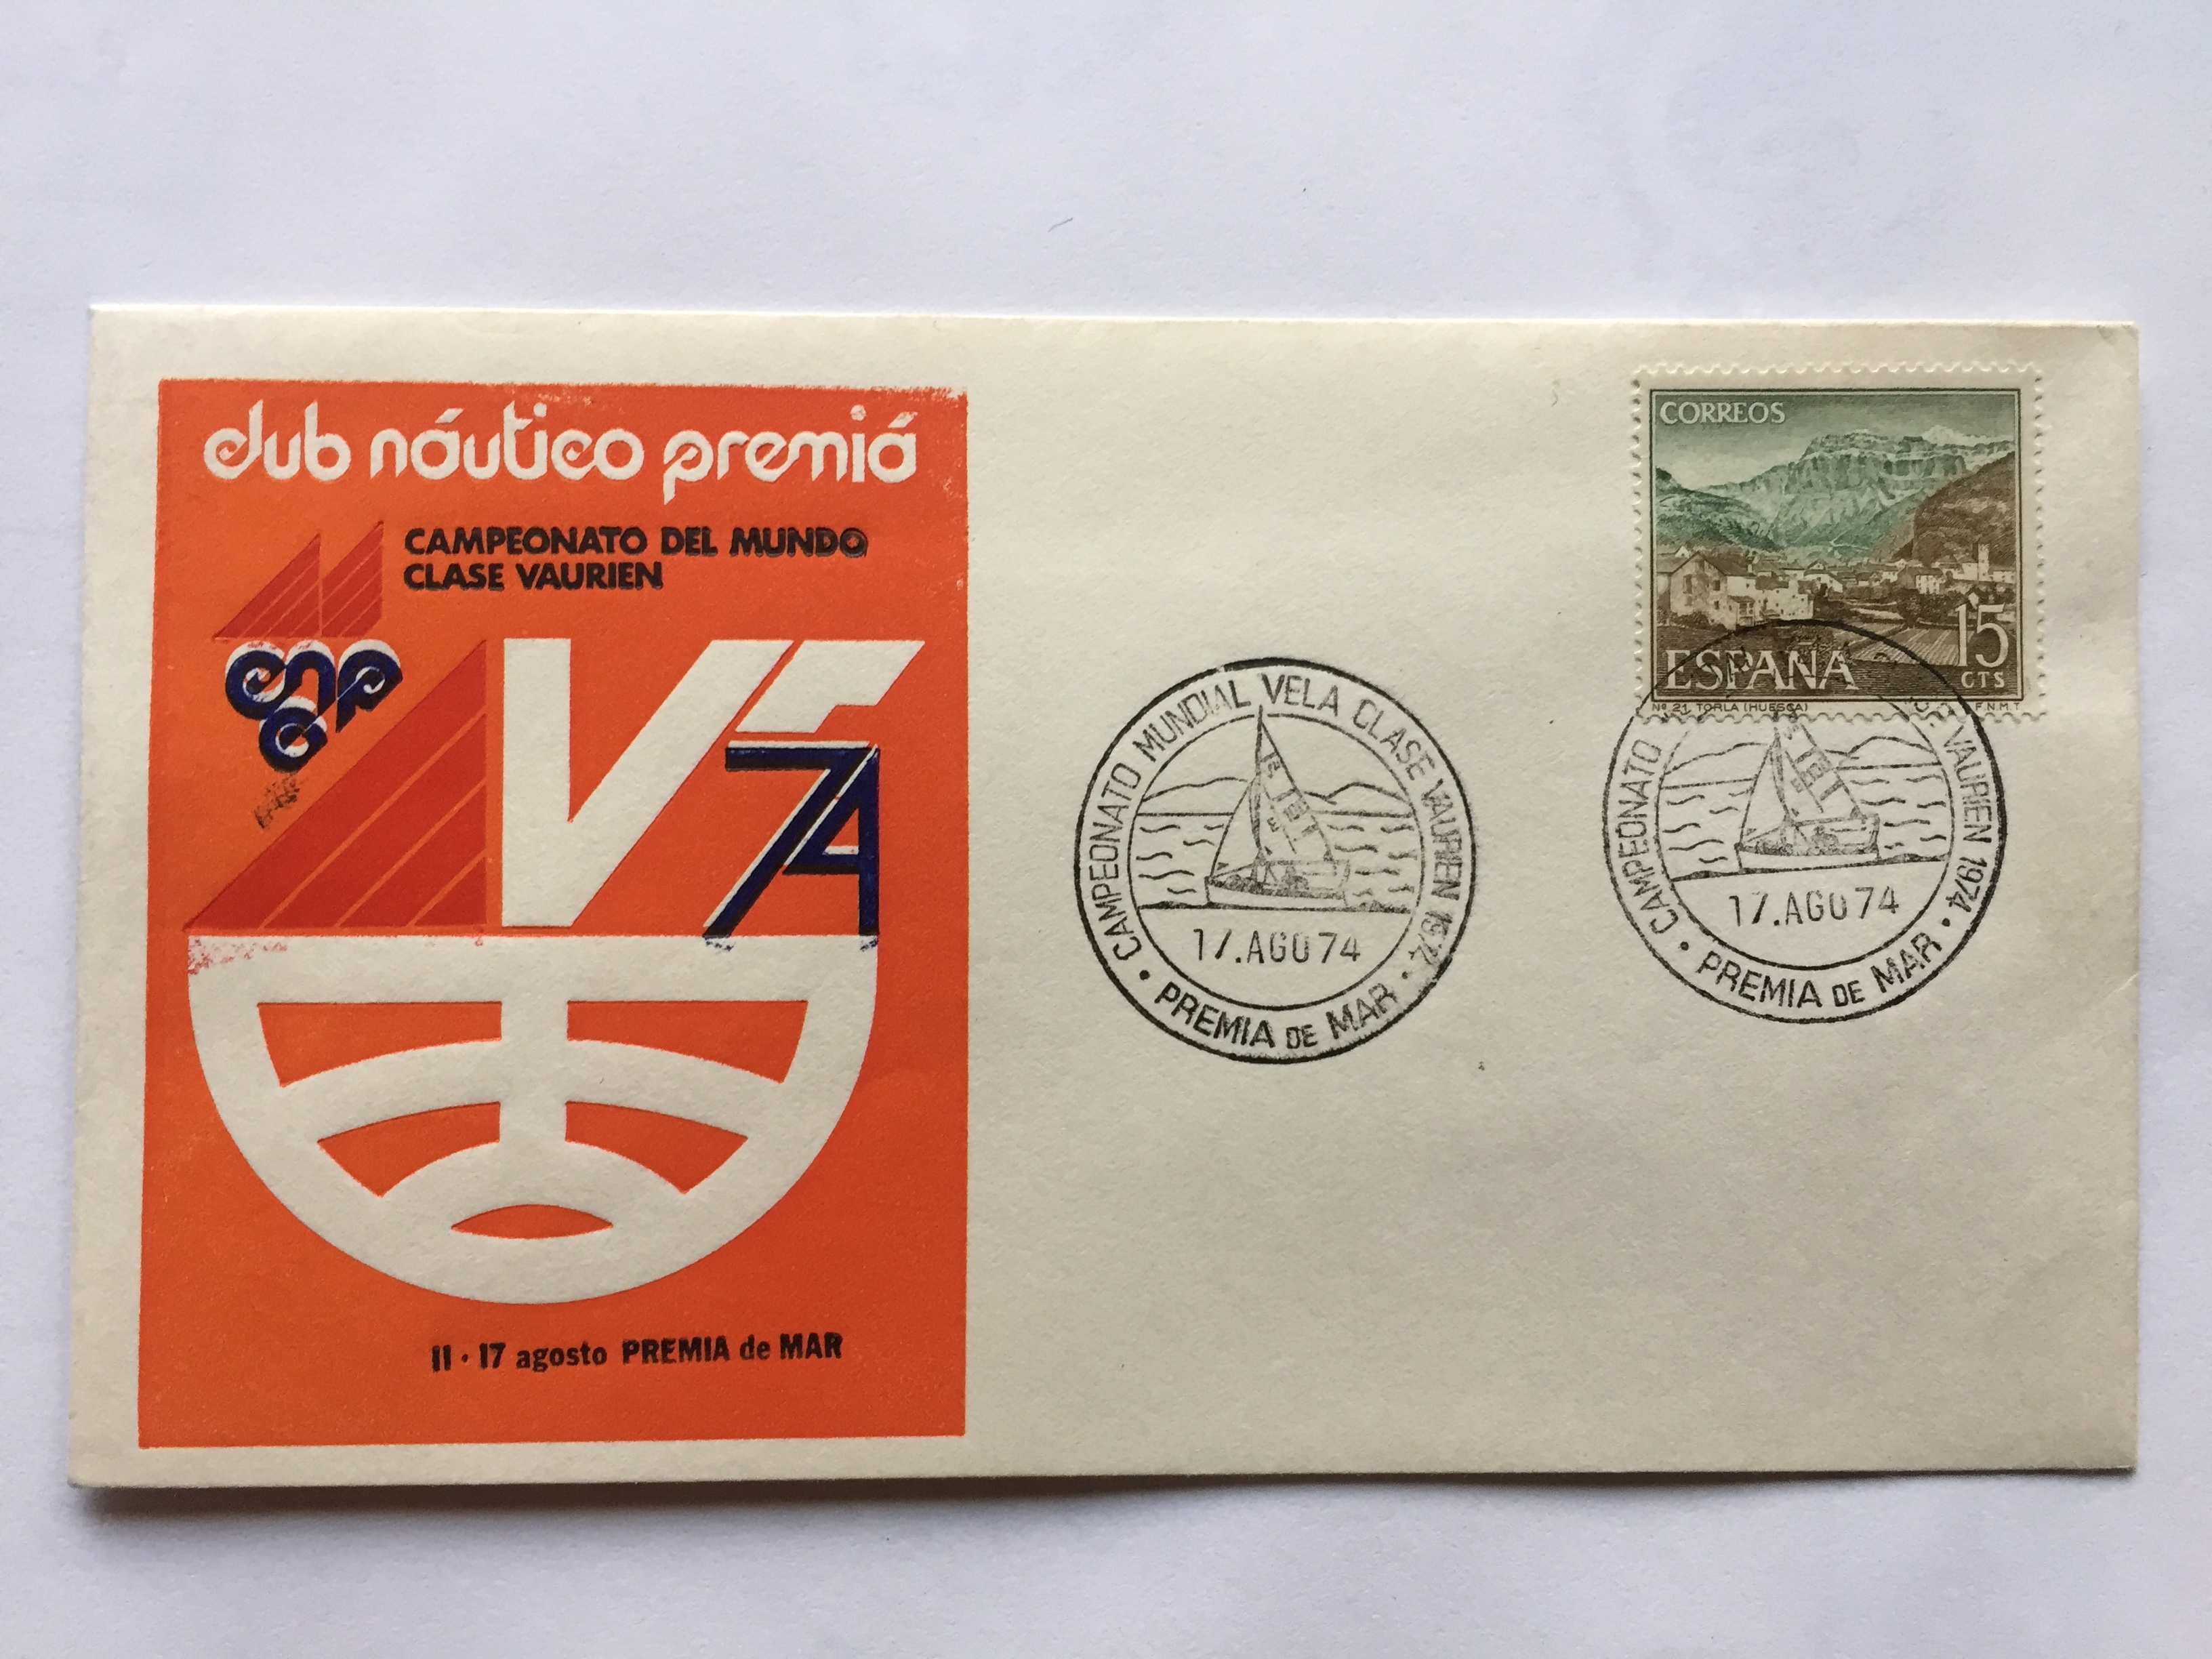 club náutico premiá
CAMPEONATO DEL MUNDO
CLASE VAURIEN
74
11 · 17 agosto PREMIA de MAR
CAMPEONATO MUNDIAL VELA CLASE VAURIEN 1974
17.AGO74
· PREMIA DE MAR ·
CORREOS
15
CTS
ESPAÑA
Nº 21 TORLA (HUESCA) F.N.M.T
CAMPEONATO VAURIEN 1974
17.AGO74
· PREMIA DE MAR ·